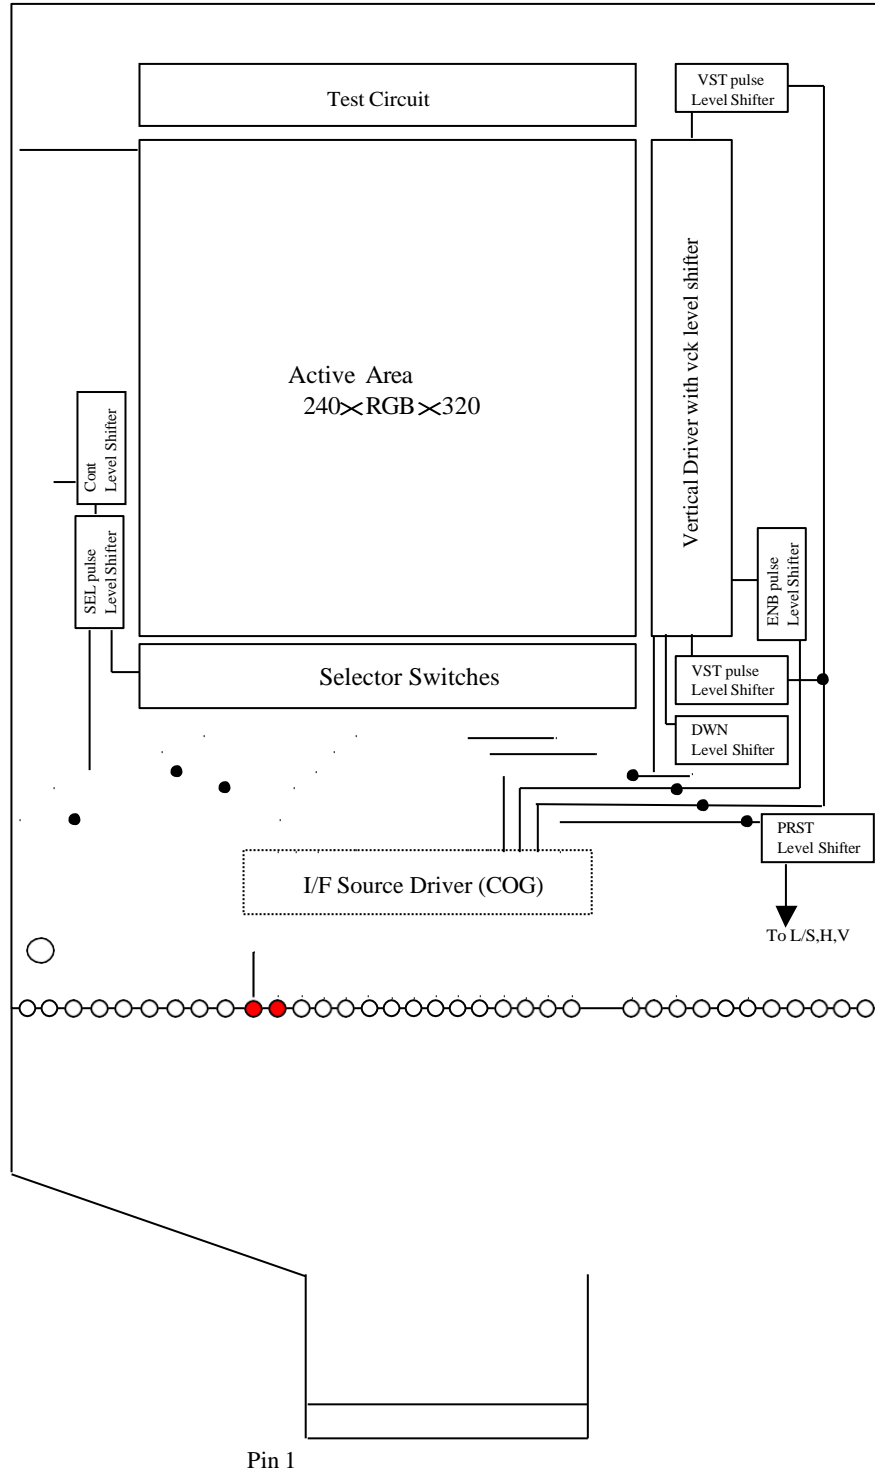 Test Circuit
VST pulse
Level Shifter
Active Area
240×RGB×320
Vertical Driver with vck level shifter
Cont
Level Shifter
SEL pulse
Level Shifter
ENB pulse
Level Shifter
Selector Switches
VST pulse
Level Shifter
DWN
Level Shifter
PRST
Level Shifter
I/F Source Driver (COG)
To L/S,H,V
Pin 1